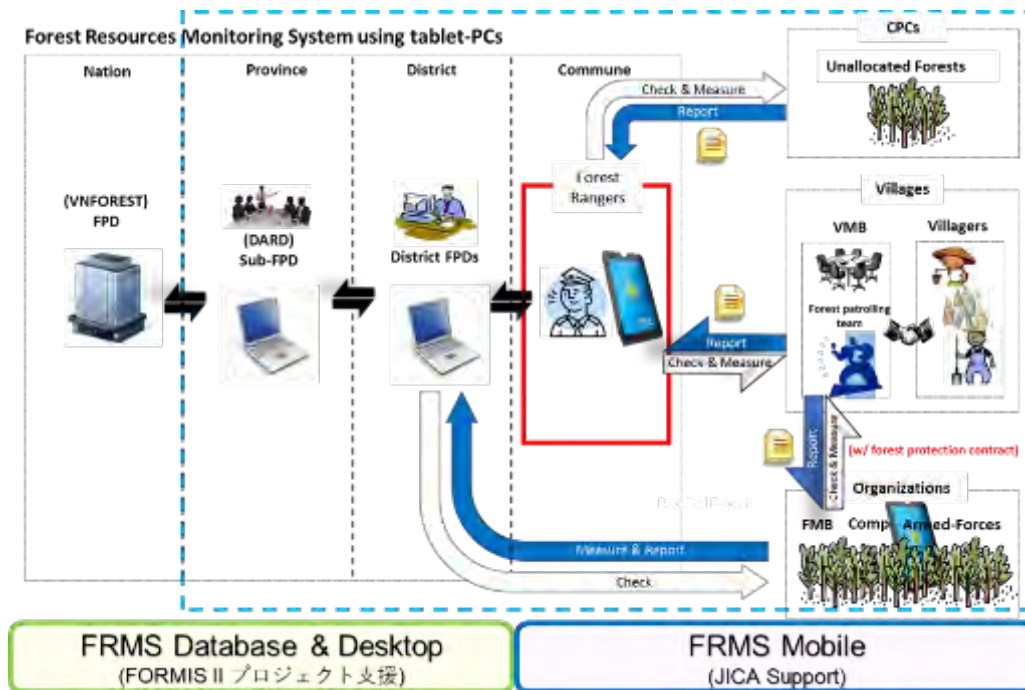 Forest Resources Monitoring System using tablet-PCs
Nation
Province
District
Commune
CPCs
Unallocated Forests
Check & Measure
Report
Forest
Rangers
(VNFOREST)
FPD
(DARD)
Sub-FPD
District FPDs
Villages
VMB
Villagers
Forest patrolling
team
Report
Check & Measure
Report
Check & Measure
(w/ forest protection contract)
Organizations
FMB
Comp
Armed-Forces
Measure & Report
Check
FRMS Database & Desktop
(FORMIS II プロジェクト支援)
FRMS Mobile
(JICA Support)